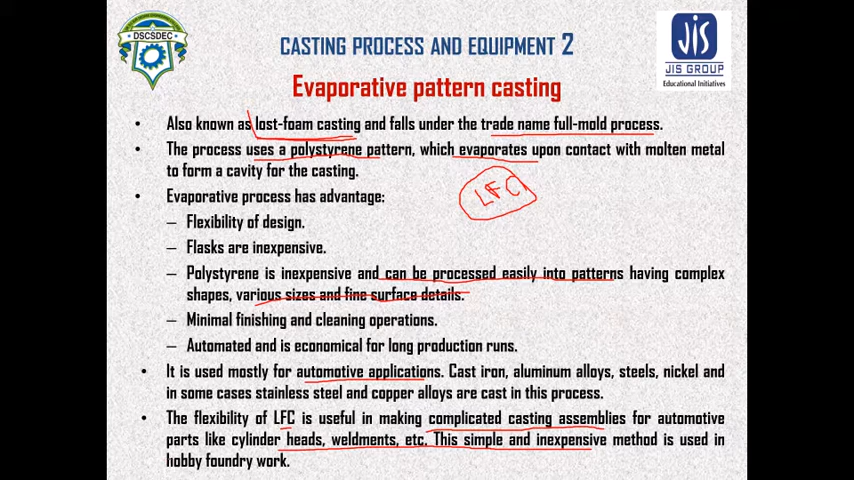 DSCSDEC
CASTING PROCESS AND EQUIPMENT 2
JIS
JIS GROUP
Educational Initiatives
Evaporative pattern casting
• Also known as lost-foam casting and falls under the trade name full-mold process.
• The process uses a polystyrene pattern, which evaporates upon contact with molten metal
to form a cavity for the casting.
LFC
• Evaporative process has advantage:
– Flexibility of design.
– Flasks are inexpensive.
– Polystyrene is inexpensive and can be processed easily into patterns having complex
shapes, various sizes and fine surface details.
– Minimal finishing and cleaning operations.
– Automated and is economical for long production runs.
• It is used mostly for automotive applications. Cast iron, aluminum alloys, steels, nickel and
in some cases stainless steel and copper alloys are cast in this process.
• The flexibility of LFC is useful in making complicated casting assemblies for automotive
parts like cylinder heads, weldments, etc. This simple and inexpensive method is used in
hobby foundry work.